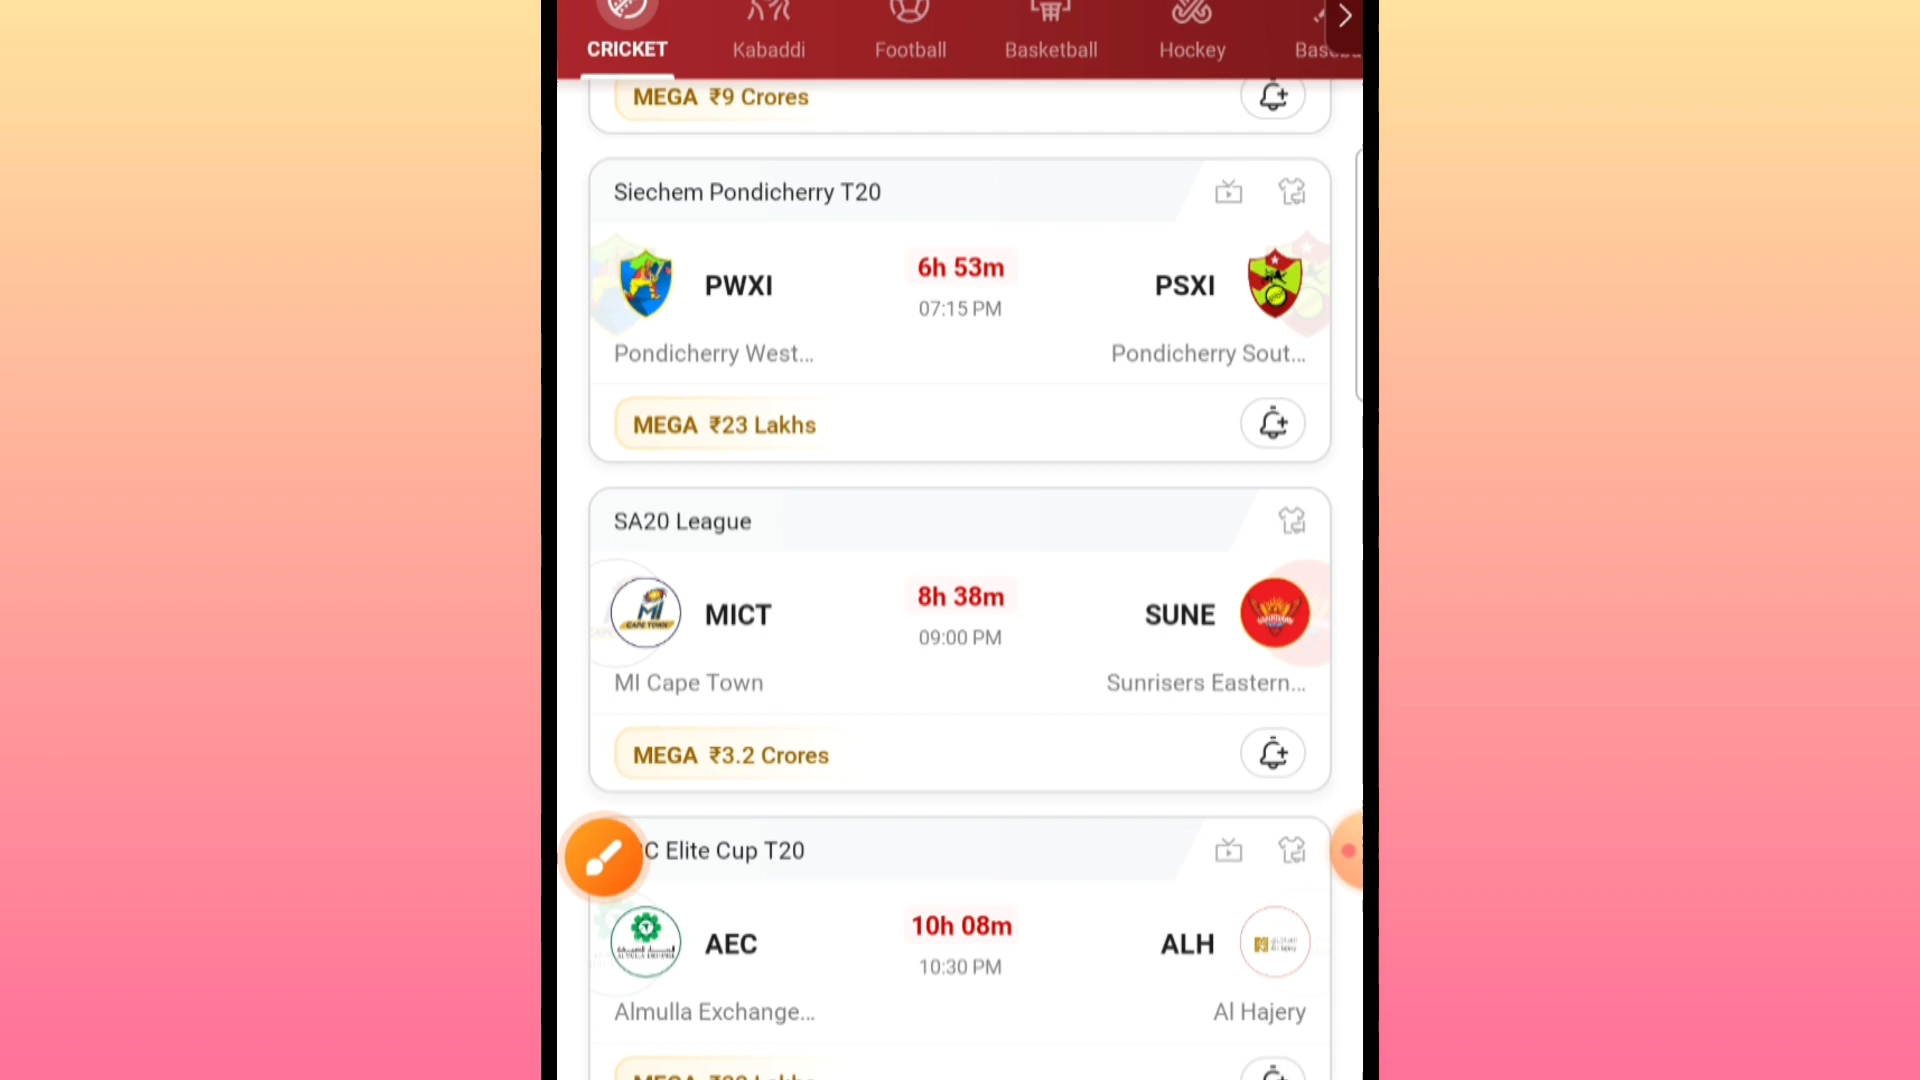 CRICKET Kabaddi Football Basketball Hockey
MEGA ₹9 Crores
Siechem Pondicherry T20
PWXI 6h 53m PSXI
07:15 PM
Pondicherry West... Pondicherry Sout...
MEGA ₹23 Lakhs
SA20 League
MICT 8h 38m SUNE
09:00 PM
MI Cape Town Sunrisers Eastern...
MEGA ₹3.2 Crores
C Elite Cup T20
AEC 10h 08m ALH
10:30 PM
Almulla Exchange... Al Hajery